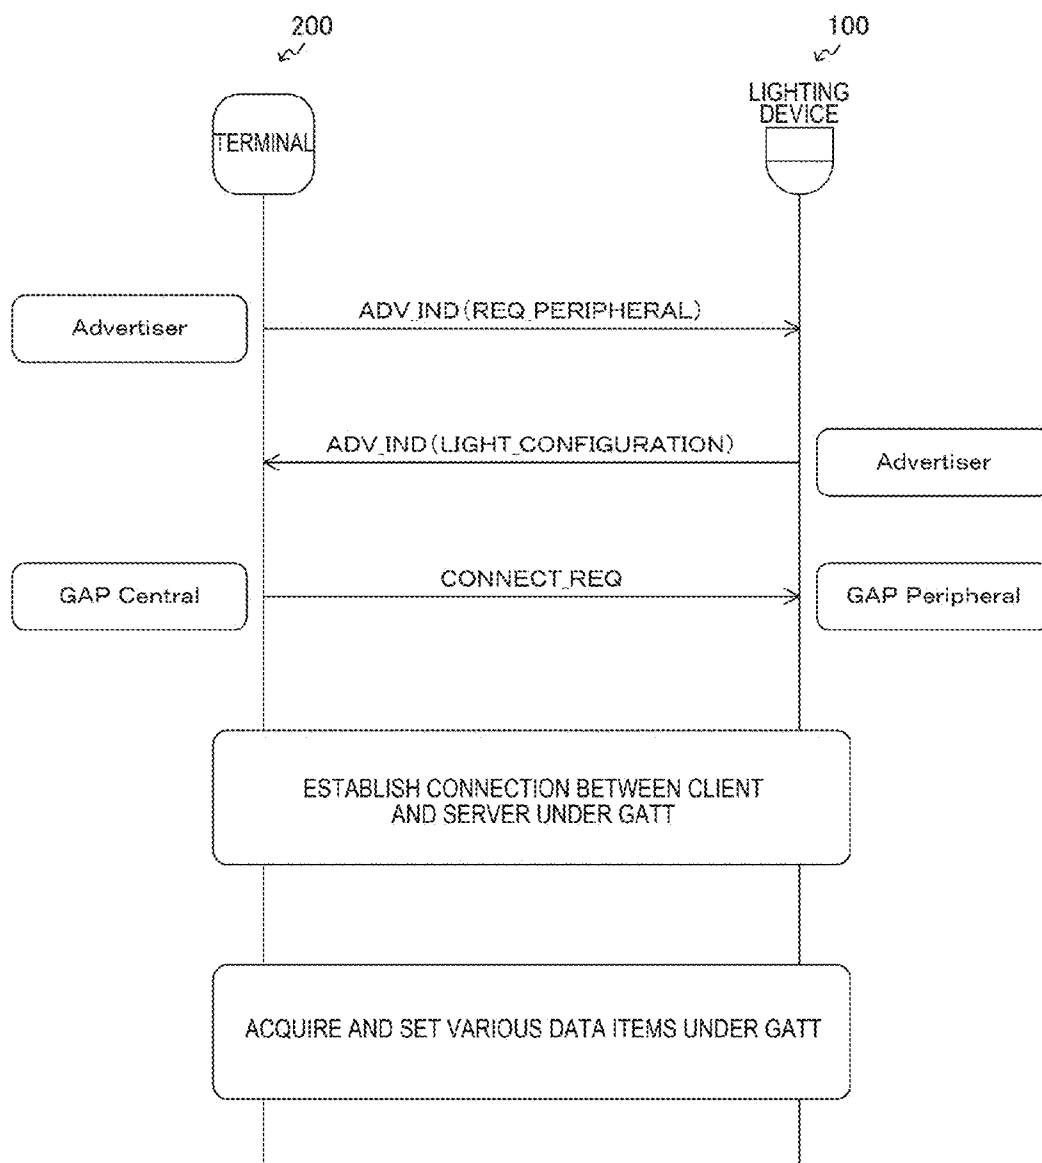 200
100
LIGHTING
DEVICE
TERMINAL
ADV_IND(REQ_PERIPHERAL)
Advertiser
ADV_IND(LIGHT_CONFIGURATION)
Advertiser
CONNECT_REQ
GAP Central
GAP Peripheral
ESTABLISH CONNECTION BETWEEN CLIENT
AND SERVER UNDER GATT
ACQUIRE AND SET VARIOUS DATA ITEMS UNDER GATT